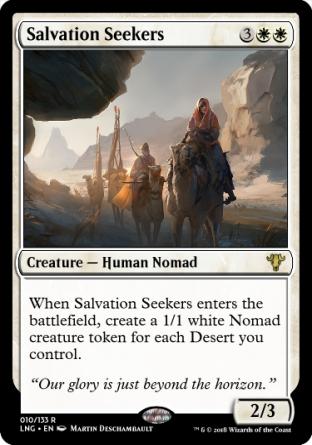 Salvation Seekers 3
Creature — Human Nomad
When Salvation Seekers enters the
battlefield, create a 1/1 white Nomad
creature token for each Desert you
control.
“Our glory is just beyond the horizon.”
2/3
010/133 R
LNG • EN Martin Deschambault
™ & © 2018 Wizards of the Coast